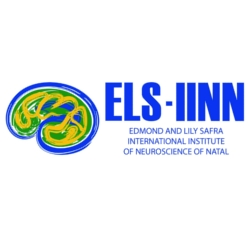 ELS-IINN
EDMOND AND LILY SAFRA
INTERNATIONAL INSTITUTE
OF NEUROSCIENCE OF NATAL